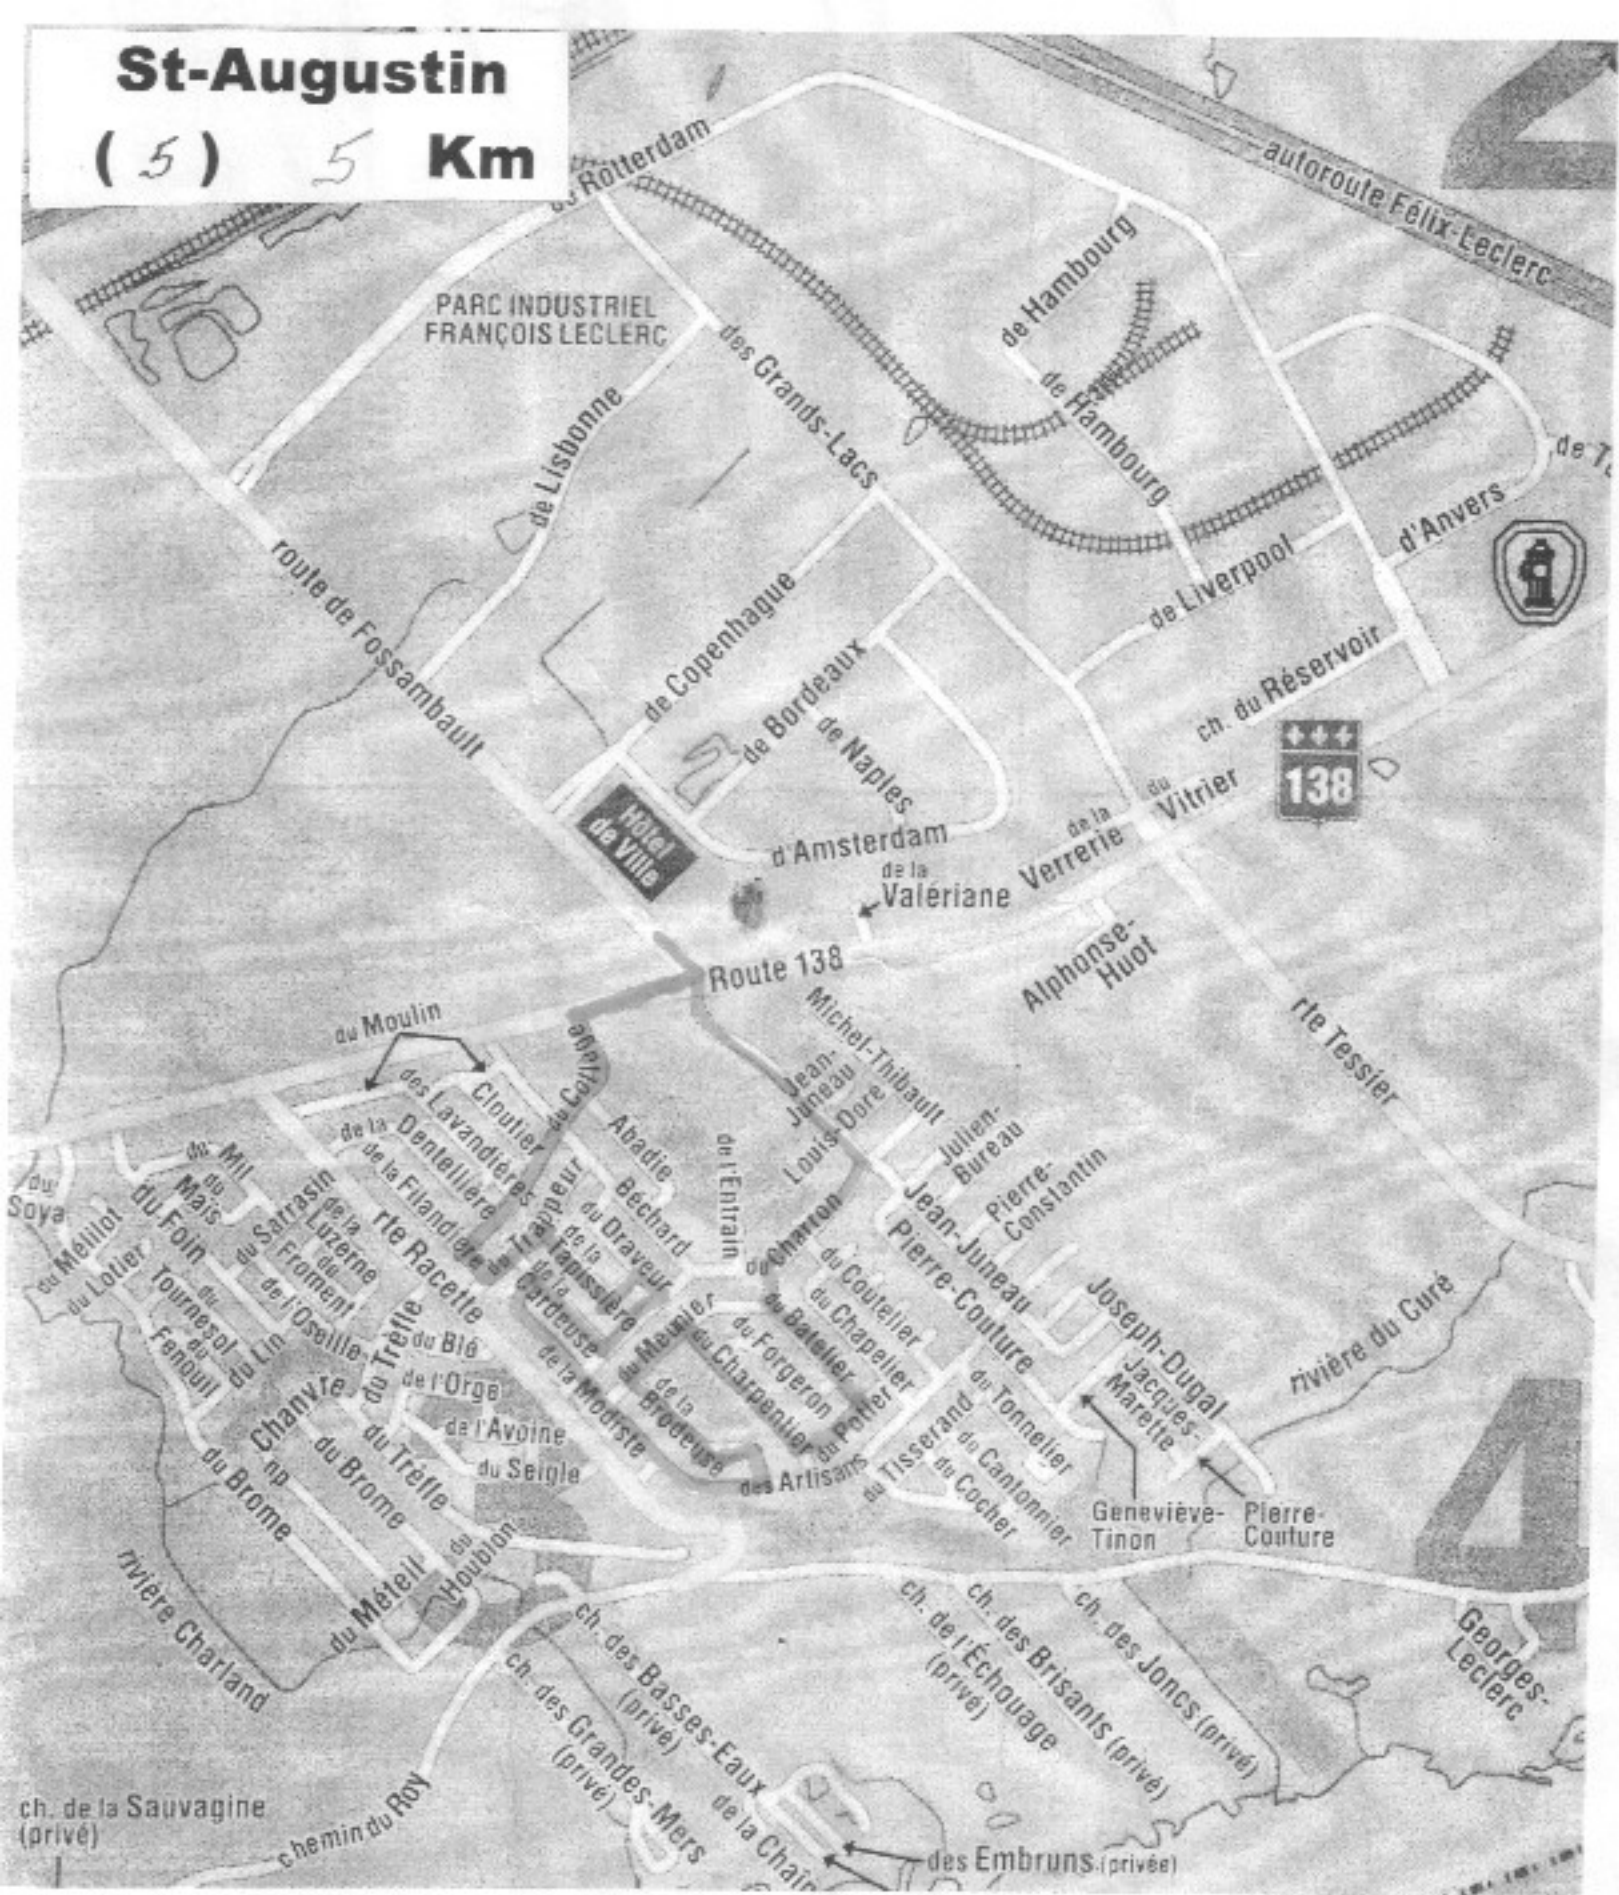 St-Augustin
( 5 ) 5 Km
Rotterdam
autoroute Félix-Leclerc
PARC INDUSTRIEL
FRANÇOIS LECLERC
de Hambourg
des Grands-Lacs
de Hambourg
de Lisbonne
d'Anvers
de Liverpool
route de Fossambault
de Copenhague
de Bordeaux
de Naples
ch. du Réservoir
138
du
Vitrier
de la
Verrerie
Hôtel
de Ville
d'Amsterdam
de la
Valériane
Alphonse-
Huot
Route 138
rte Tessier
du Moulin
Michel-Thibault
Jean-
Juneau
Louis-Doré
Julien-
Bureau
Pierre-
Constantin
des Lavandières
Cloutier
du Collège
Abadie
de la Dentellière
de la Filandière
du Trappeur
Béchard
du Draveur
de la
Tapissière
de la
Cardeuse
de l'Entrain
du Charron
Jean-Juneau
Pierre-Couture
du
Soya
du Mil
du
Maïs
du Foin
du Sarrasin
de la
Luzerne
du
Froment
rte Racette
du Mélilot
du Lotier
du
Tournesol
du
Fenouil
du Lin
de l'Oseille
du Trèfle
du Blé
de l'Orge
de l'Avoine
du Seigle
Chanvre
np
du Brome
du Brome
du Trèfle
du Méteil
du
Houblon
de la Modiste
du Meunier
de la
Brodeuse
du Charpentier
du Forgeron
du Batelier
du Coutelier
du Chapelier
du Potier
des Artisans
du Tisserand
du Tonnelier
du Cantonnier
du Cocher
Joseph-Dugal
Jacques-
Marette
rivière du Curé
Geneviève-
Tinon
Pierre-
Couture
rivière Charland
ch. des Basses-Eaux
(privé)
ch. des Grandes-Mers
(privé)
ch. de l'Échouage
(privé)
ch. des Brisants (privé)
ch. des Joncs (privé)
Georges-
Leclerc
ch. de la Sauvagine
(privé)
chemin du Roy
de la
des Embruns (privée)
4